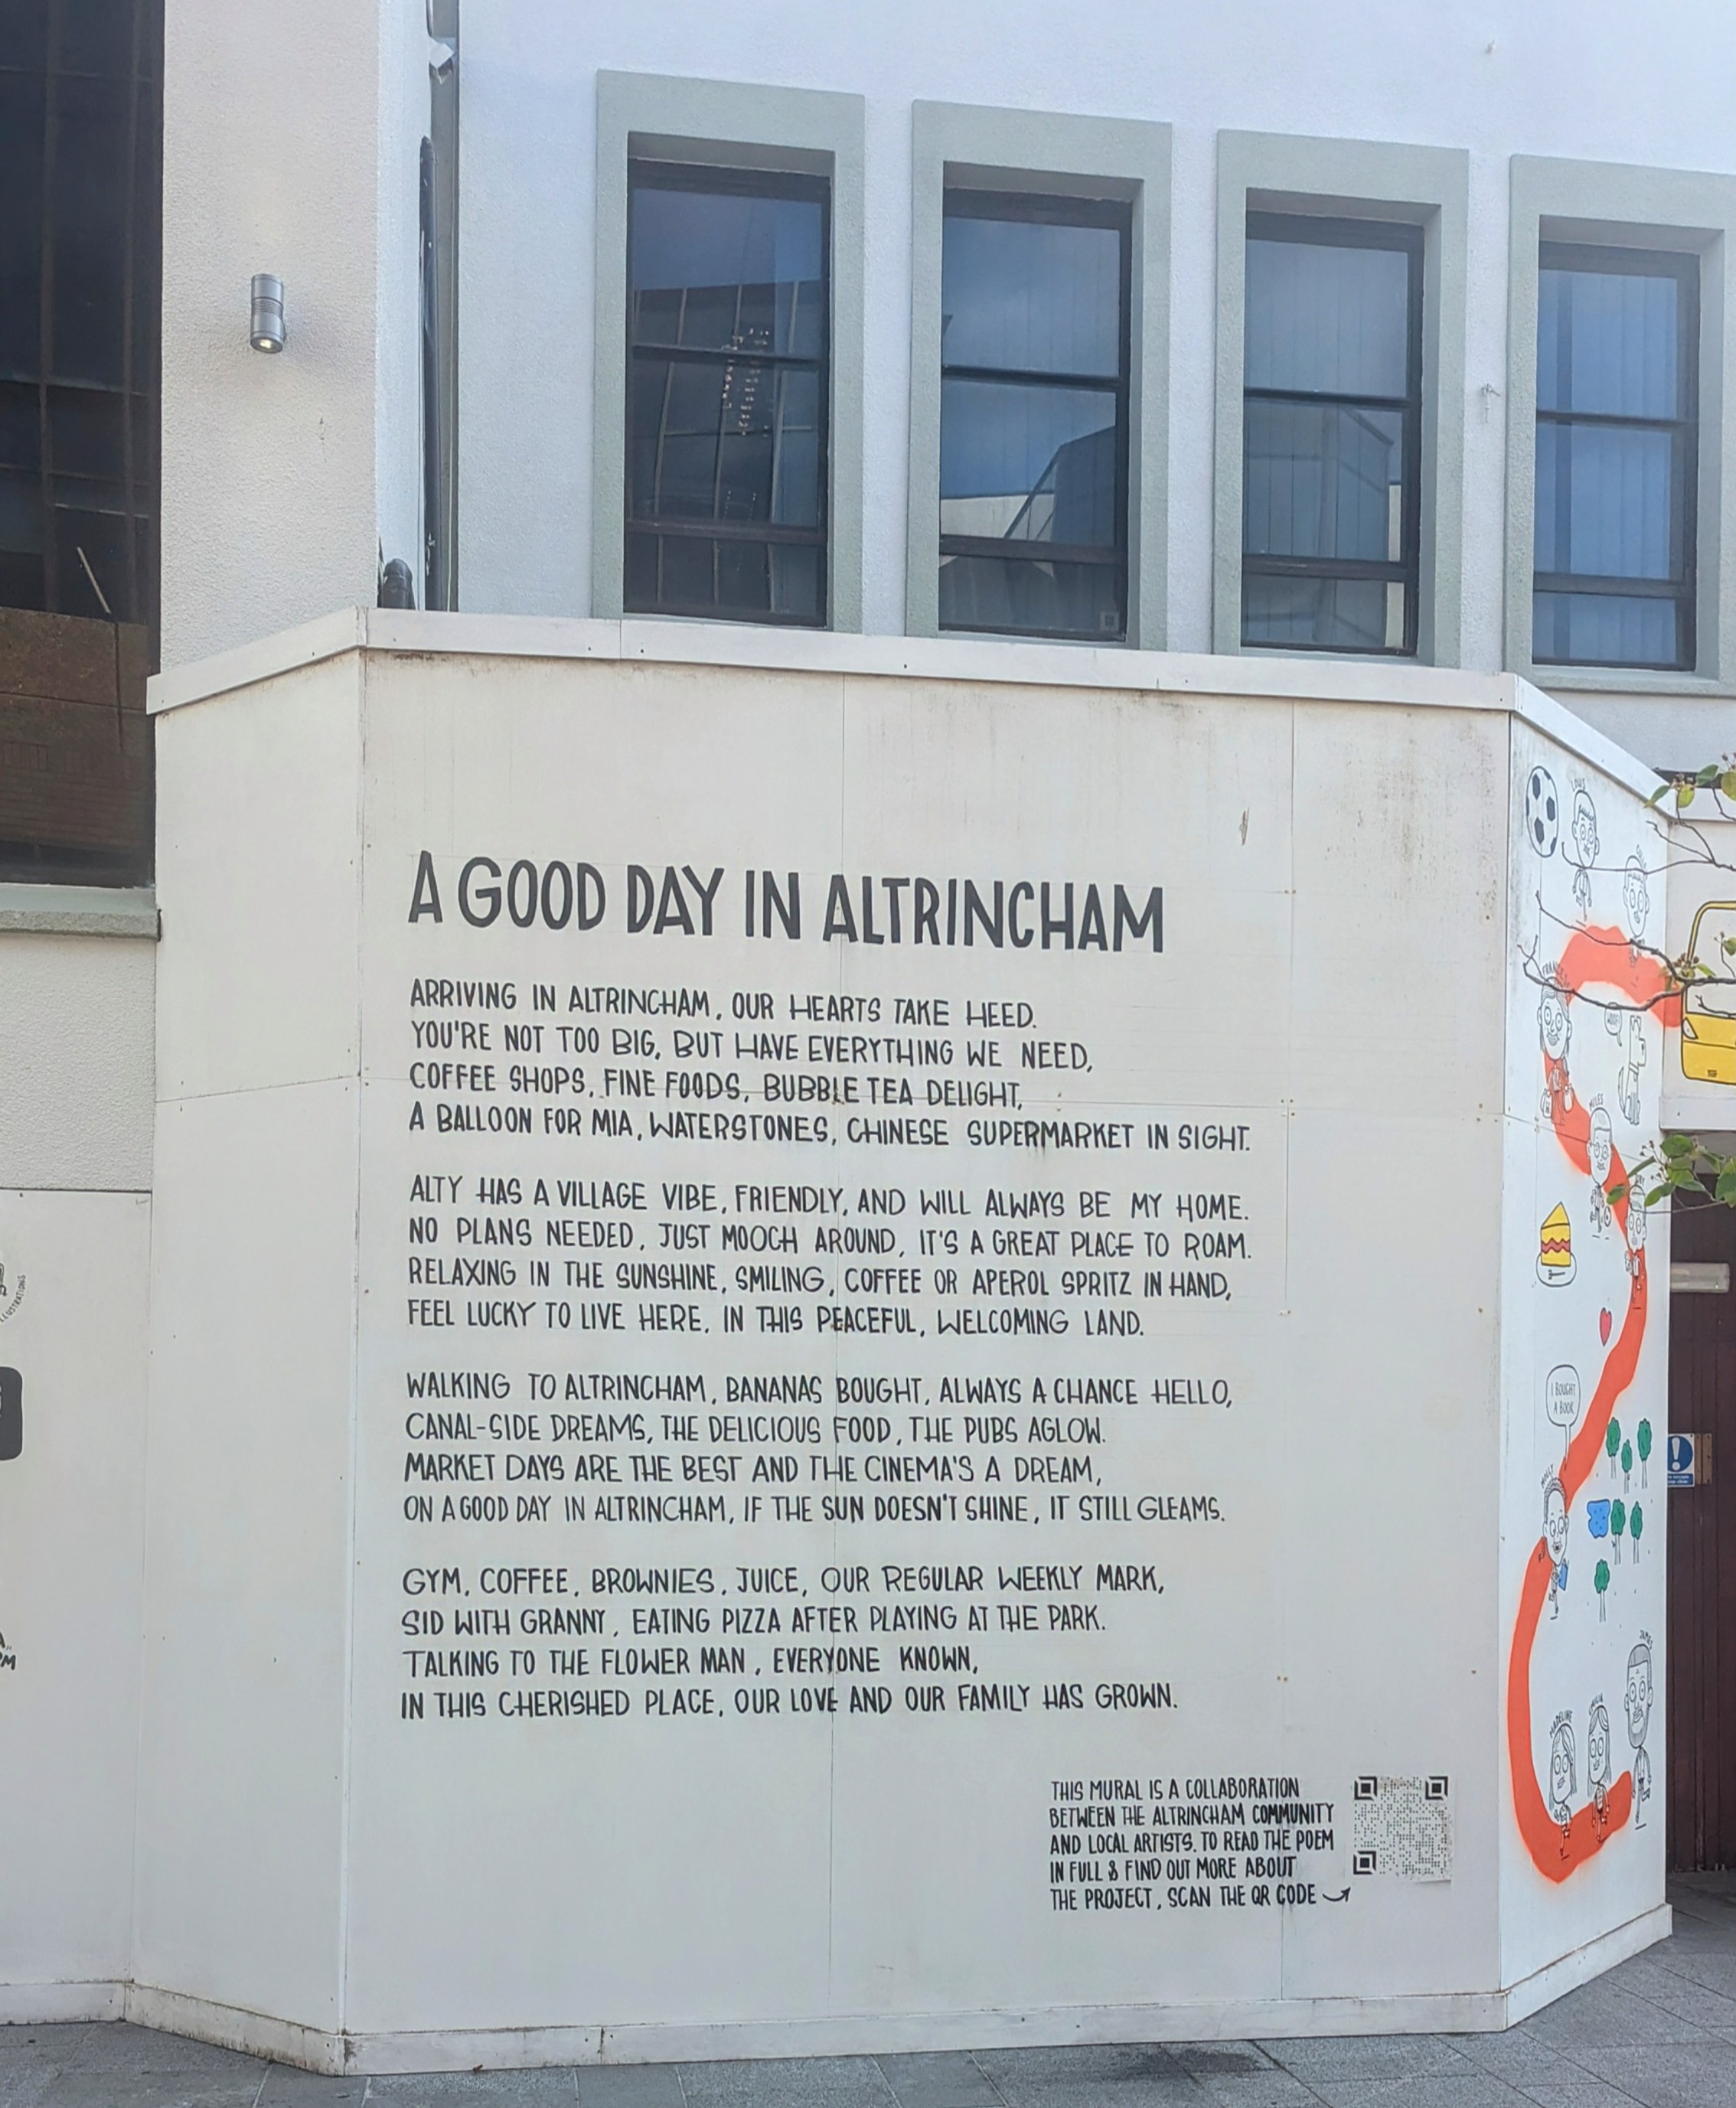 A GOOD DAY IN ALTRINCHAM
ARRIVING IN ALTRINCHAM, OUR HEARTS TAKE HEED.
YOU'RE NOT TOO BIG, BUT HAVE EVERYTHING WE NEED,
COFFEE SHOPS, FINE FOODS, BUBBLE TEA DELIGHT,
A BALLOON FOR MIA, WATERSTONES, CHINESE SUPERMARKET IN SIGHT.
ALTY HAS A VILLAGE VIBE, FRIENDLY, AND WILL ALWAYS BE MY HOME.
NO PLANS NEEDED, JUST MOOCH AROUND, IT'S A GREAT PLACE TO ROAM.
RELAXING IN THE SUNSHINE, SMILING, COFFEE OR APEROL SPRITZ IN HAND,
FEEL LUCKY TO LIVE HERE, IN THIS PEACEFUL, WELCOMING LAND.
WALKING TO ALTRINCHAM, BANANAS BOUGHT, ALWAYS A CHANCE HELLO,
CANAL-SIDE DREAMS, THE DELICIOUS FOOD, THE PUBS AGLOW.
MARKET DAYS ARE THE BEST AND THE CINEMA'S A DREAM,
ON A GOOD DAY IN ALTRINCHAM, IF THE SUN DOESN'T SHINE, IT STILL GLEAMS.
GYM, COFFEE, BROWNIES, JUICE, OUR REGULAR WEEKLY MARK,
SID WITH GRANNY, EATING PIZZA AFTER PLAYING AT THE PARK.
TALKING TO THE FLOWER MAN, EVERYONE KNOWN,
IN THIS CHERISHED PLACE, OUR LOVE AND OUR FAMILY HAS GROWN.
THIS MURAL IS A COLLABORATION
BETWEEN THE ALTRINCHAM COMMUNITY
AND LOCAL ARTISTS. TO READ THE POEM
IN FULL & FIND OUT MORE ABOUT
THE PROJECT, SCAN THE QR CODE
LOUIS
MILES
I BOUGHT
A BOOK
MOLLY
JAMES
MADELINE